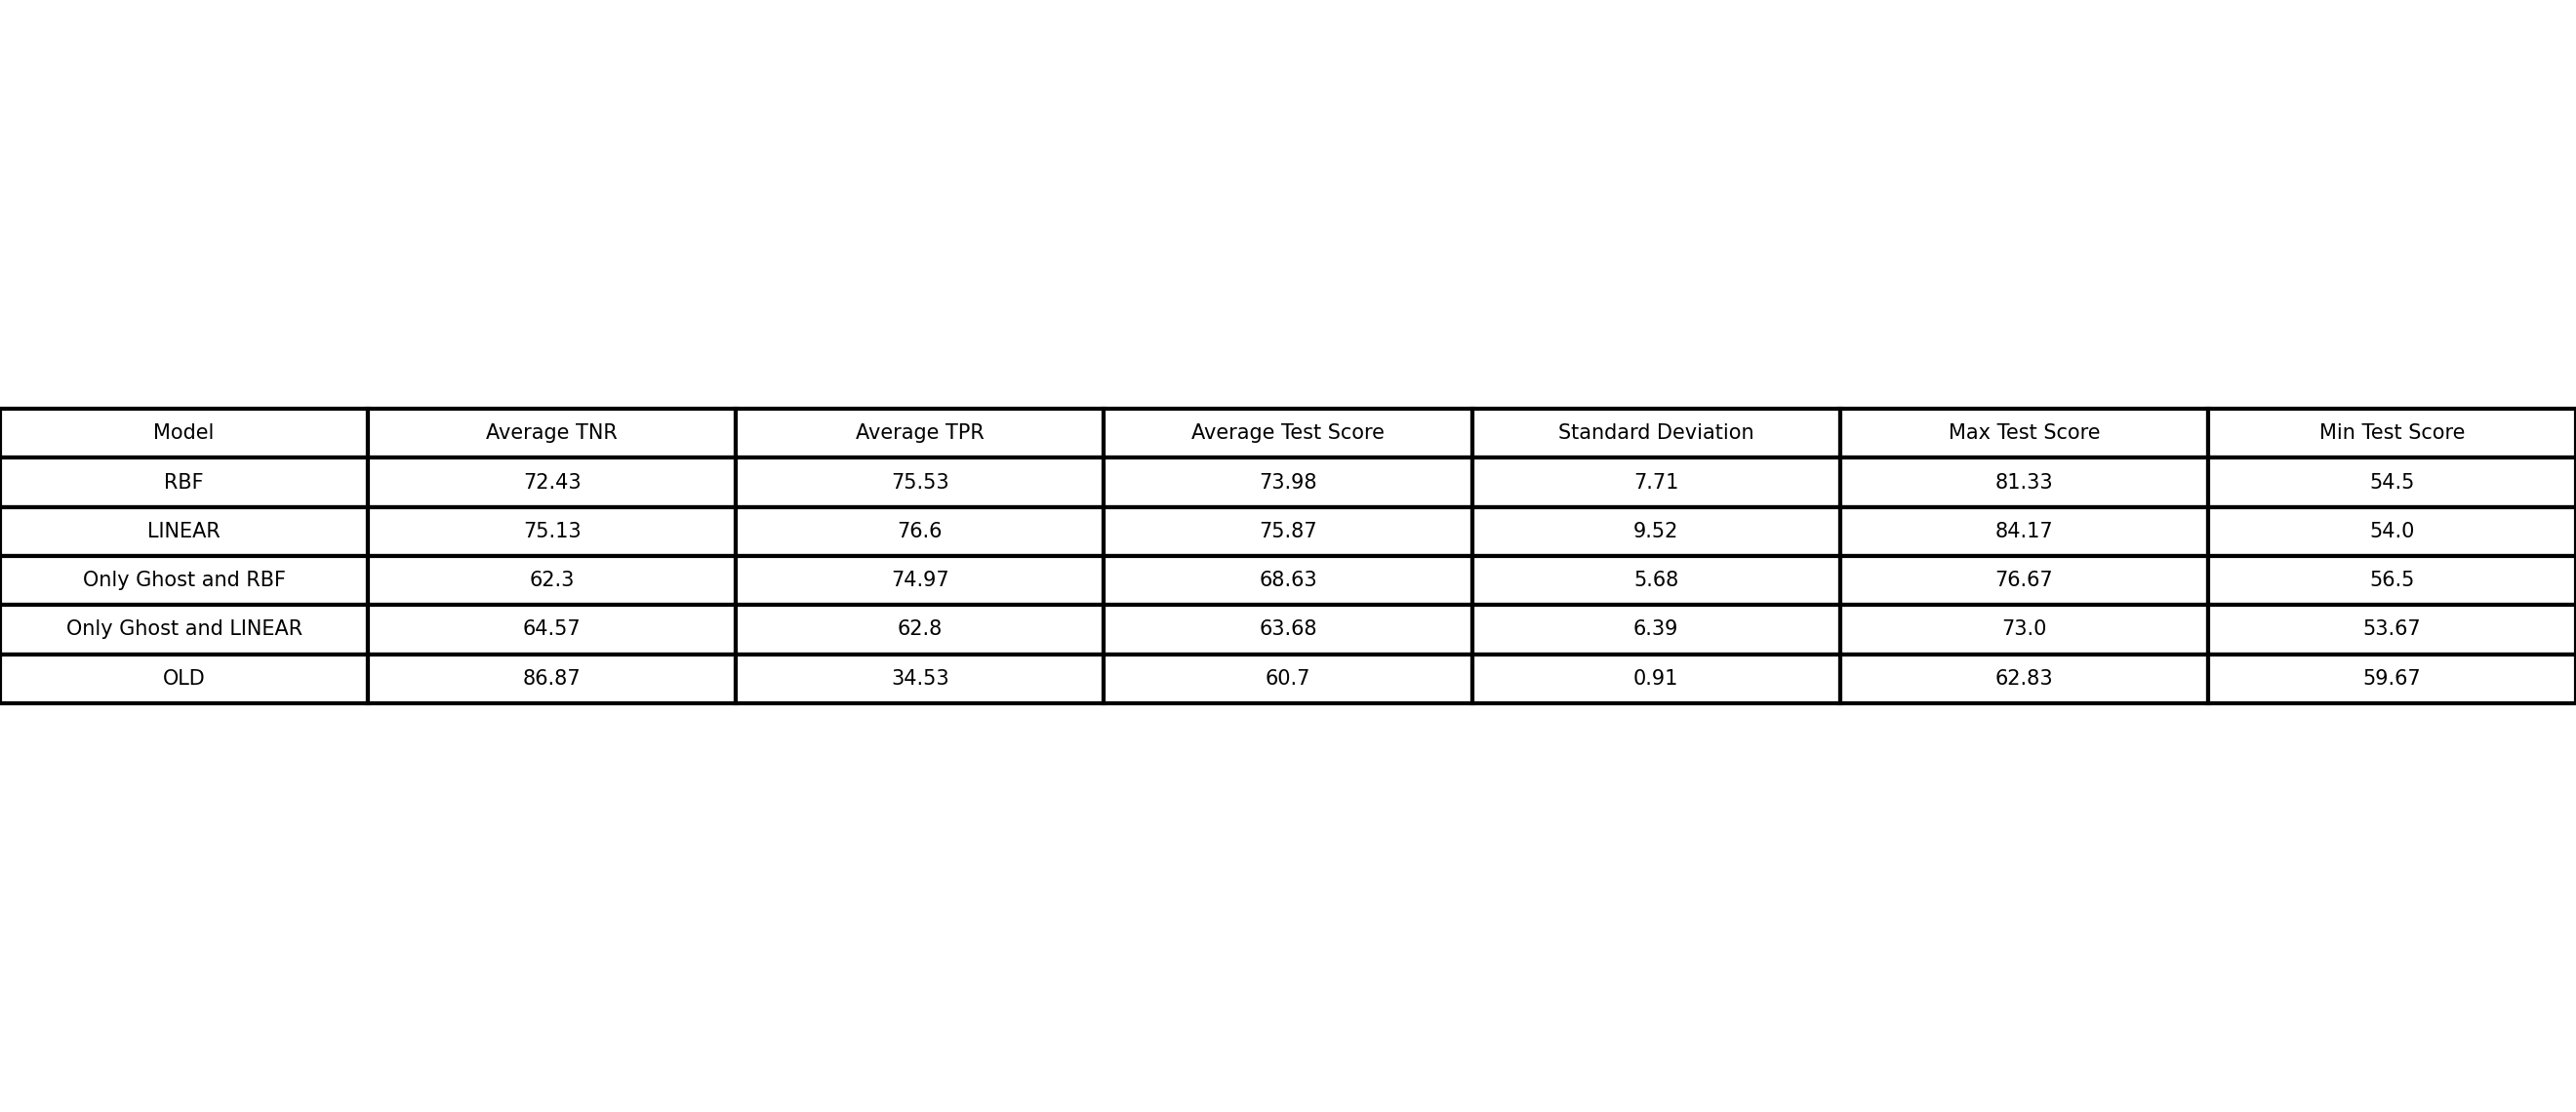 Model Average TNR Average TPR Average Test Score Standard Deviation Max Test Score Min Test Score
RBF 72.43 75.53 73.98 7.71 81.33 54.5
LINEAR 75.13 76.6 75.87 9.52 84.17 54.0
Only Ghost and RBF 62.3 74.97 68.63 5.68 76.67 56.5
Only Ghost and LINEAR 64.57 62.8 63.68 6.39 73.0 53.67
OLD 86.87 34.53 60.7 0.91 62.83 59.67